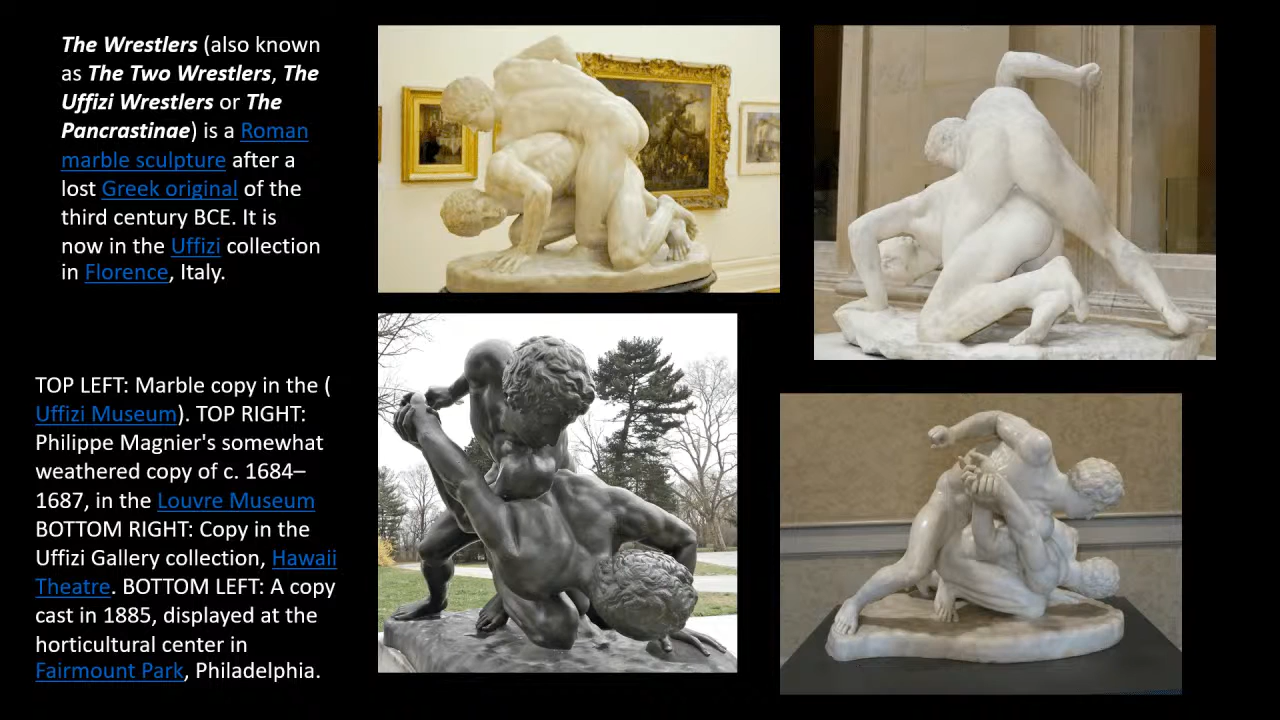 The Wrestlers (also known
as The Two Wrestlers, The
Uffizi Wrestlers or The
Pancrastinae) is a Roman
marble sculpture after a
lost Greek original of the
third century BCE. It is
now in the Uffizi collection
in Florence, Italy.
TOP LEFT: Marble copy in the (
Uffizi Museum). TOP RIGHT:
Philippe Magnier's somewhat
weathered copy of c. 1684–
1687, in the Louvre Museum
BOTTOM RIGHT: Copy in the
Uffizi Gallery collection, Hawaii
Theatre. BOTTOM LEFT: A copy
cast in 1885, displayed at the
horticultural center in
Fairmount Park, Philadelphia.